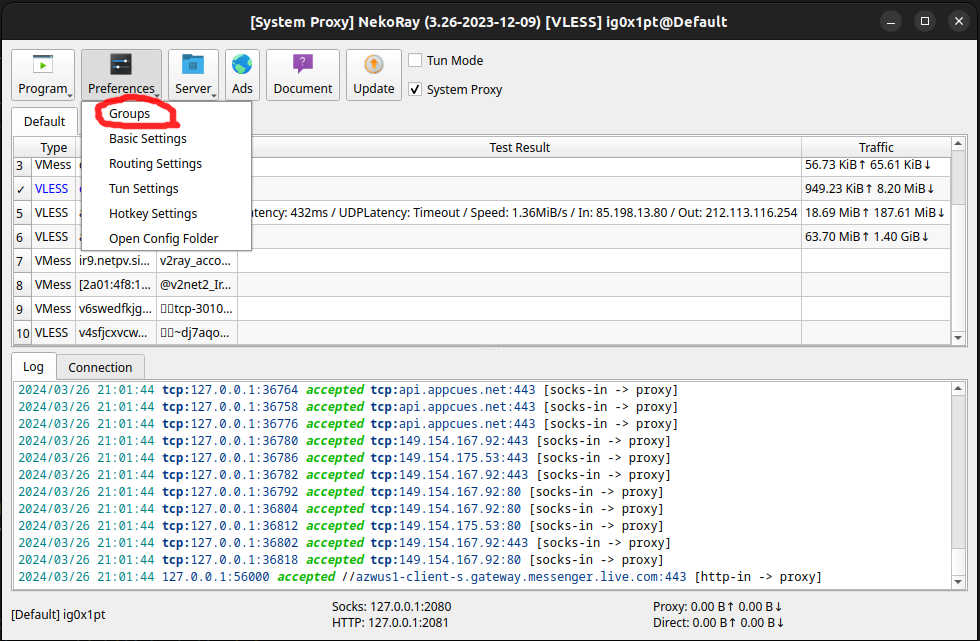 [System Proxy] NekoRay (3.26-2023-12-09) [VLESS] ig0x1pt@Default
Program Preferences Server Ads Document Update Tun Mode
System Proxy
Groups
Basic Settings
Routing Settings
Tun Settings
Hotkey Settings
Open Config Folder
Default
Type Test Result Traffic
3 VMess 56.73 KiB↑ 65.61 KiB↓
✓ VLESS 949.23 KiB↑ 8.20 MiB↓
5 VLESS atency: 432ms / UDPLatency: Timeout / Speed: 1.36MiB/s / In: 85.198.13.80 / Out: 212.113.116.254 18.69 MiB↑ 187.61 MiB↓
6 VLESS 63.70 MiB↑ 1.40 GiB↓
7 VMess ir9.netpv.si... v2ray_acco...
8 VMess [2a01:4f8:1... @v2net2_Ir...
9 VMess v6swedfkjg... tcp-3010...
10 VLESS v4sfjcxvcw... ~dj7aqo...
Log Connection
2024/03/26 21:01:44 tcp:127.0.0.1:36764 accepted tcp:api.appcues.net:443 [socks-in -> proxy]
2024/03/26 21:01:44 tcp:127.0.0.1:36758 accepted tcp:api.appcues.net:443 [socks-in -> proxy]
2024/03/26 21:01:44 tcp:127.0.0.1:36776 accepted tcp:api.appcues.net:443 [socks-in -> proxy]
2024/03/26 21:01:44 tcp:127.0.0.1:36780 accepted tcp:149.154.167.92:443 [socks-in -> proxy]
2024/03/26 21:01:44 tcp:127.0.0.1:36786 accepted tcp:149.154.175.53:443 [socks-in -> proxy]
2024/03/26 21:01:44 tcp:127.0.0.1:36782 accepted tcp:149.154.167.92:443 [socks-in -> proxy]
2024/03/26 21:01:44 tcp:127.0.0.1:36792 accepted tcp:149.154.167.92:80 [socks-in -> proxy]
2024/03/26 21:01:44 tcp:127.0.0.1:36804 accepted tcp:149.154.167.92:80 [socks-in -> proxy]
2024/03/26 21:01:44 tcp:127.0.0.1:36812 accepted tcp:149.154.175.53:80 [socks-in -> proxy]
2024/03/26 21:01:44 tcp:127.0.0.1:36802 accepted tcp:149.154.167.92:443 [socks-in -> proxy]
2024/03/26 21:01:44 tcp:127.0.0.1:36818 accepted tcp:149.154.167.92:80 [socks-in -> proxy]
2024/03/26 21:01:44 127.0.0.1:56000 accepted //azwus1-client-s.gateway.messenger.live.com:443 [http-in -> proxy]
[Default] ig0x1pt
Socks: 127.0.0.1:2080
HTTP: 127.0.0.1:2081
Proxy: 0.00 B↑ 0.00 B↓
Direct: 0.00 B↑ 0.00 B↓